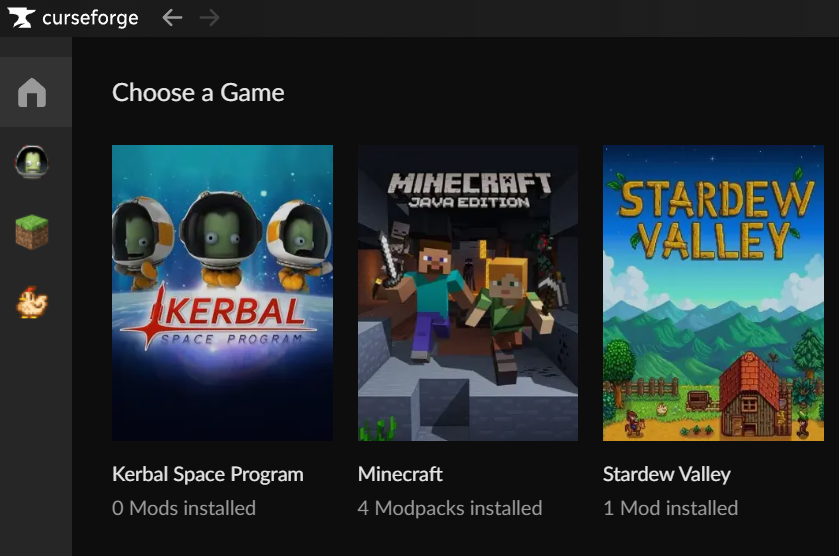 curseforge
Choose a Game
KERBAL
SPACE PROGRAM
MINECRAFT
JAVA EDITION
STARDEW
VALLEY
Kerbal Space Program
0 Mods installed
Minecraft
4 Modpacks installed
Stardew Valley
1 Mod installed